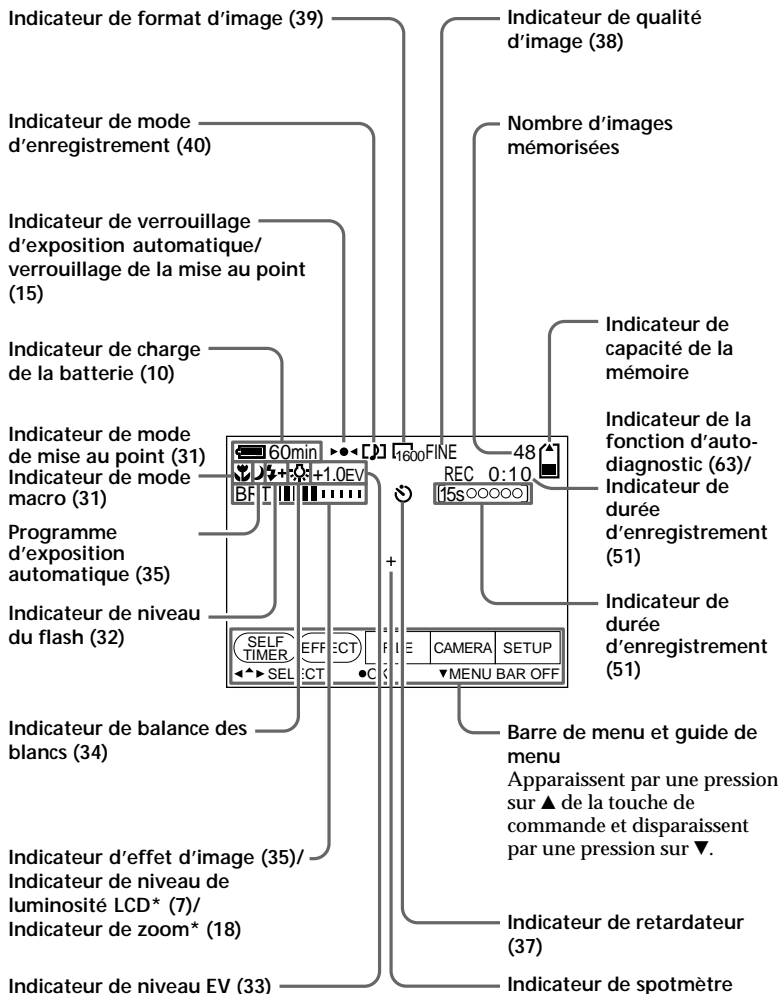 Indicateur de format d'image (39)
Indicateur de qualité
d'image (38)
Indicateur de mode
d'enregistrement (40)
Nombre d'images
mémorisées
Indicateur de verrouillage
d'exposition automatique/
verrouillage de la mise au point
(15)
Indicateur de charge
de la batterie (10)
Indicateur de
capacité de la
mémoire
Indicateur de mode
de mise au point (31)
Indicateur de mode
macro (31)
Programme
d'exposition
automatique (35)
Indicateur de niveau
du flash (32)
Indicateur de la
fonction d'auto-
diagnostic (63)/
Indicateur de
durée
d'enregistrement
(51)
Indicateur de
durée
d'enregistrement
(51)
60min 1600 FINE 48
+1.0EV REC 0:10
BRT 15s
+
SELF TIMER EFFECT FILE CAMERA SETUP
◄▲► SELECT ●OK ▼MENU BAR OFF
Indicateur de balance des
blancs (34)
Barre de menu et guide de
menu
Apparaissent par une pression
sur ▲ de la touche de
commande et disparaissent
par une pression sur ▼.
Indicateur d'effet d'image (35)/
Indicateur de niveau de
luminosité LCD* (7)/
Indicateur de zoom* (18)
Indicateur de retardateur
(37)
Indicateur de niveau EV (33)
Indicateur de spotmètre